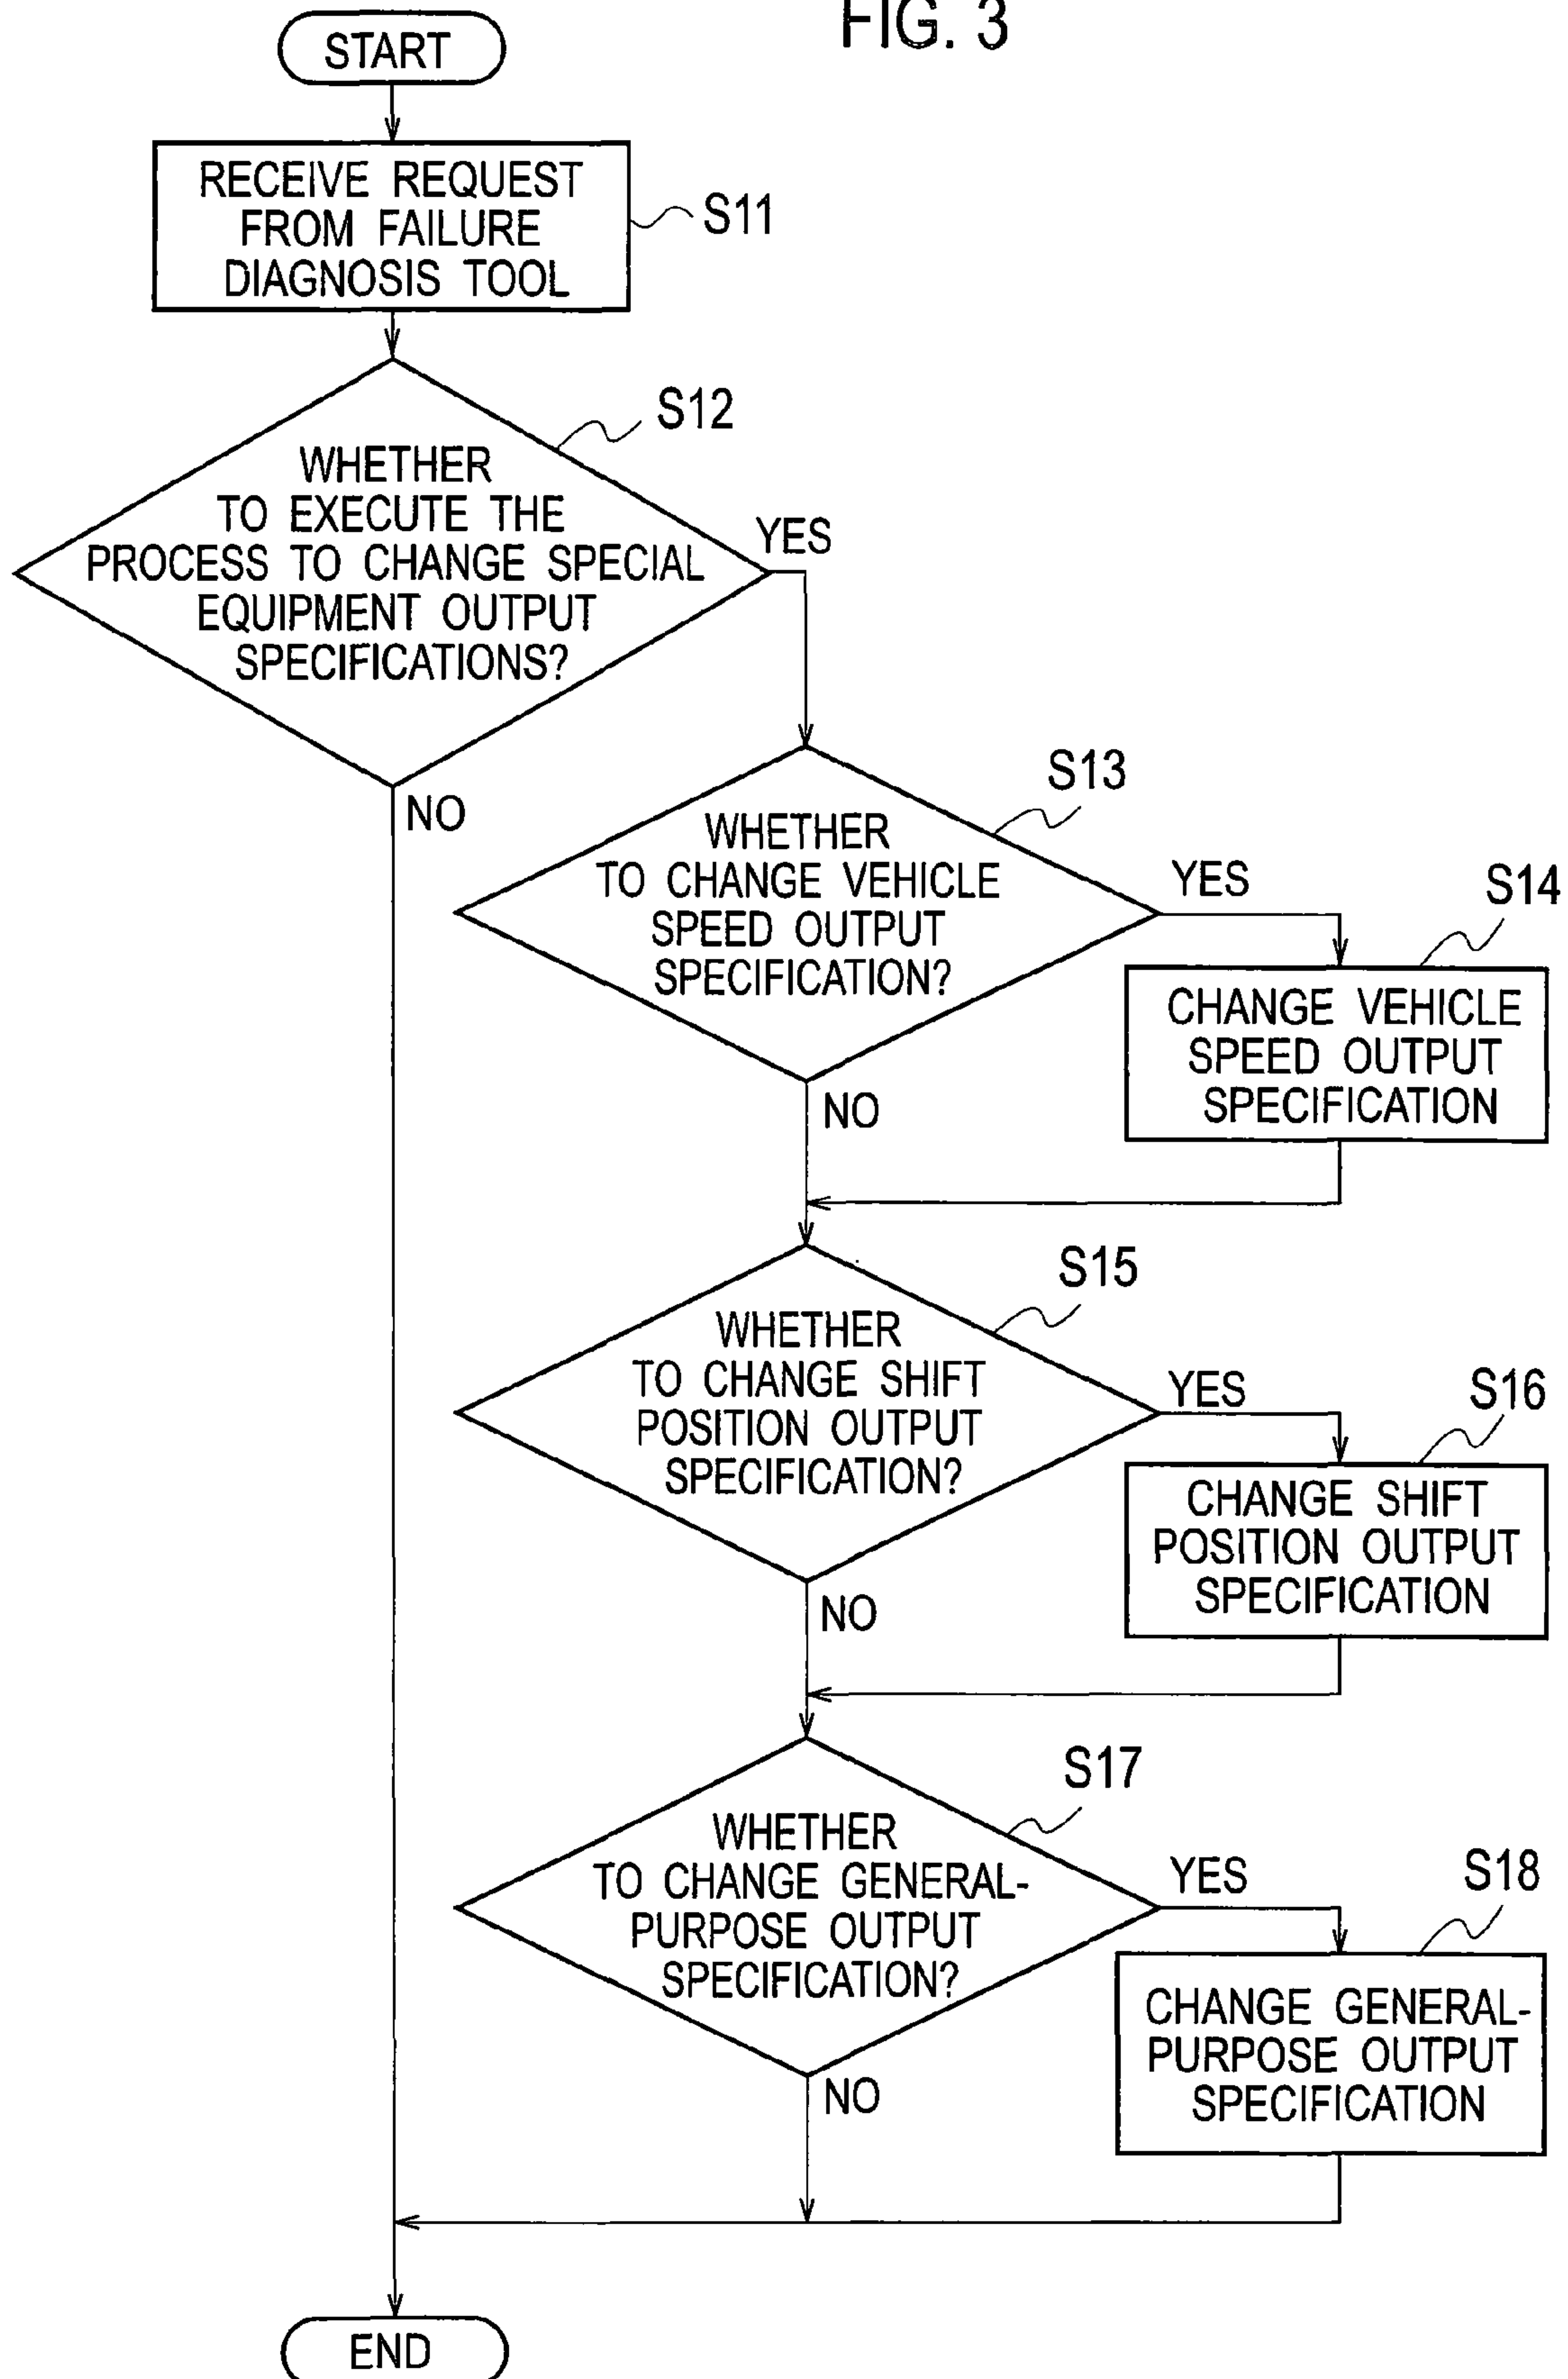 FIG. 3
START
RECEIVE REQUEST
FROM FAILURE
DIAGNOSIS TOOL
S11
S12
WHETHER
TO EXECUTE THE
PROCESS TO CHANGE SPECIAL
EQUIPMENT OUTPUT
SPECIFICATIONS?
YES
NO
S13
WHETHER
TO CHANGE VEHICLE
SPEED OUTPUT
SPECIFICATION?
YES
S14
CHANGE VEHICLE
SPEED OUTPUT
SPECIFICATION
NO
S15
WHETHER
TO CHANGE SHIFT
POSITION OUTPUT
SPECIFICATION?
YES
S16
CHANGE SHIFT
POSITION OUTPUT
SPECIFICATION
NO
S17
WHETHER
TO CHANGE GENERAL-
PURPOSE OUTPUT
SPECIFICATION?
YES
S18
CHANGE GENERAL-
PURPOSE OUTPUT
SPECIFICATION
NO
END